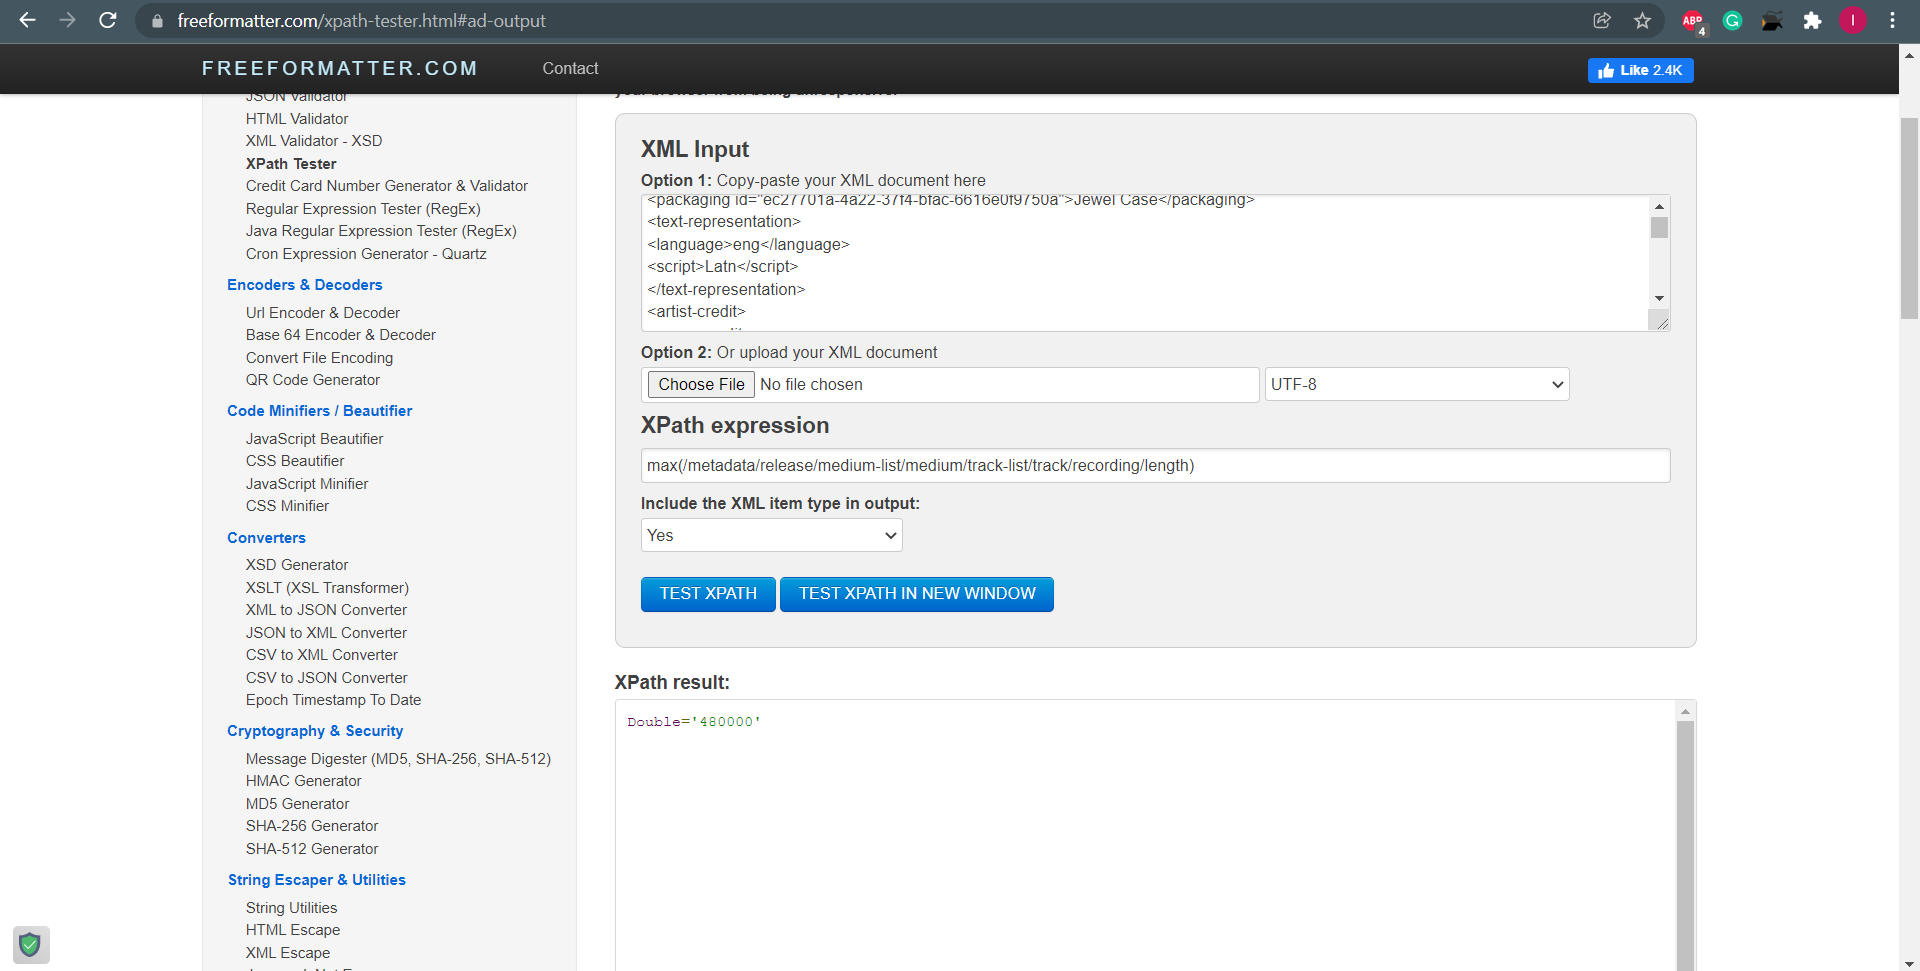 freeformatter.com/xpath-tester.html#ad-output
ABP
4
G
I
FREEFORMATTER.COM
Contact
Like 2.4K
JSON Validator
HTML Validator
XML Validator - XSD
XPath Tester
Credit Card Number Generator & Validator
Regular Expression Tester (RegEx)
Java Regular Expression Tester (RegEx)
Cron Expression Generator - Quartz
Encoders & Decoders
Url Encoder & Decoder
Base 64 Encoder & Decoder
Convert File Encoding
QR Code Generator
Code Minifiers / Beautifier
JavaScript Beautifier
CSS Beautifier
JavaScript Minifier
CSS Minifier
Converters
XSD Generator
XSLT (XSL Transformer)
XML to JSON Converter
JSON to XML Converter
CSV to XML Converter
CSV to JSON Converter
Epoch Timestamp To Date
Cryptography & Security
Message Digester (MD5, SHA-256, SHA-512)
HMAC Generator
MD5 Generator
SHA-256 Generator
SHA-512 Generator
String Escaper & Utilities
String Utilities
HTML Escape
XML Escape
your browser from being unresponsive.
XML Input
Option 1: Copy-paste your XML document here
<packaging id="ec27701a-4a22-37f4-bfac-6616e0f9750a">Jewel Case</packaging>
<text-representation>
<language>eng</language>
<script>Latn</script>
</text-representation>
<artist-credit>
Option 2: Or upload your XML document
Choose File No file chosen
UTF-8
XPath expression
max(/metadata/release/medium-list/medium/track-list/track/recording/length)
Include the XML item type in output:
Yes
TEST XPATH
TEST XPATH IN NEW WINDOW
XPath result:
Double='480000'